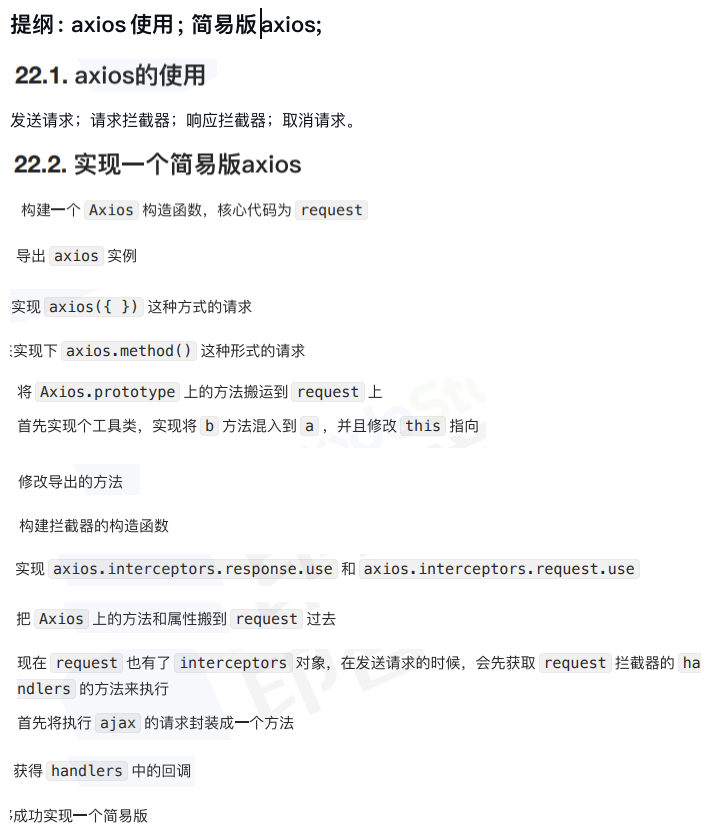 提纲：axios 使用；简易版axios;
22.1. axios的使用
发送请求；请求拦截器；响应拦截器；取消请求。
22.2. 实现一个简易版axios
构建一个 Axios 构造函数，核心代码为 request
导出 axios 实例
实现 axios({ }) 这种方式的请求
实现下 axios.method() 这种形式的请求
将 Axios.prototype 上的方法搬运到 request 上
首先实现个工具类，实现将 b 方法混入到 a ，并且修改 this 指向
修改导出的方法
构建拦截器的构造函数
实现 axios.interceptors.response.use 和 axios.interceptors.request.use
把 Axios 上的方法和属性搬到 request 过去
现在 request 也有了 interceptors 对象，在发送请求的时候，会先获取 request 拦截器的 ha
ndlers 的方法来执行
首先将执行 ajax 的请求封装成一个方法
获得 handlers 中的回调
成功实现一个简易版